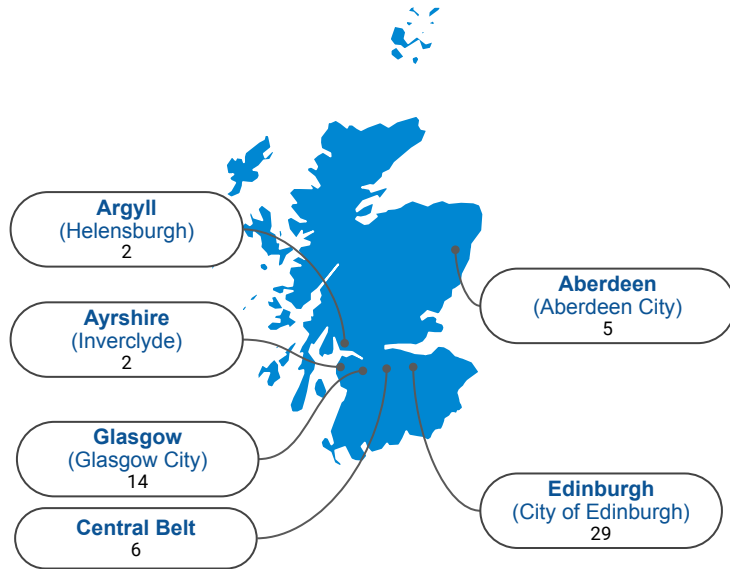 Argyll
(Helensburgh)
2
Ayrshire
(Inverclyde)
2
Glasgow
(Glasgow City)
14
Central Belt
6
Aberdeen
(Aberdeen City)
5
Edinburgh
(City of Edinburgh)
29